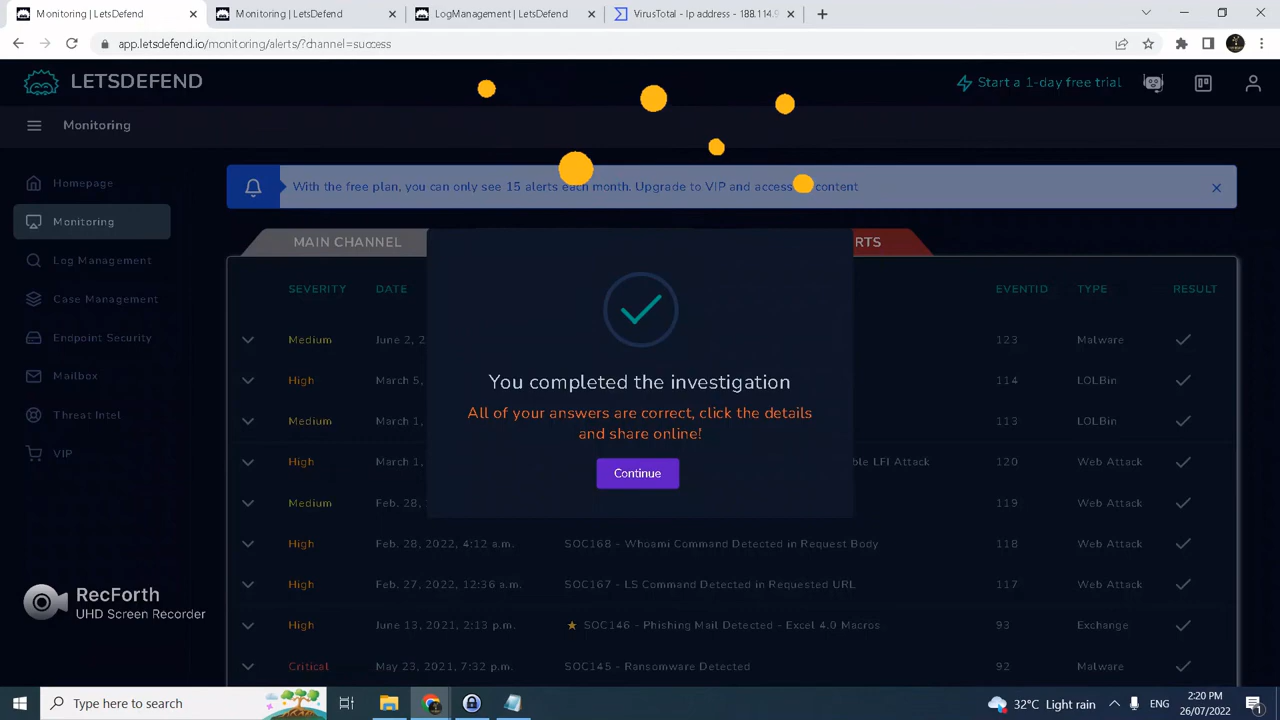 Monitoring | LetsDefend
Monitoring | LetsDefend
LogManagement | LetsDefend
VirusTotal - Ip address - 188.114.9
app.letsdefend.io/monitoring/alerts/?channel=success
LETSDEFEND
Start a 1-day free trial
Monitoring
With the free plan, you can only see 15 alerts each month. Upgrade to VIP and access content
Homepage
Monitoring
Log Management
Case Management
Endpoint Security
Mailbox
Threat Intel
VIP
MAIN CHANNEL
RTS
SEVERITY DATE EVENTID TYPE RESULT
Medium June 2, 2 123 Malware
High March 5, 114 LOLBin
Medium March 1, 113 LOLBin
High March 1, ble LFI Attack 120 Web Attack
Medium Feb. 28, 119 Web Attack
High Feb. 28, 2022, 4:12 a.m. SOC168 - Whoami Command Detected in Request Body 118 Web Attack
High Feb. 27, 2022, 12:36 a.m. SOC167 - LS Command Detected in Requested URL 117 Web Attack
High June 13, 2021, 2:13 p.m. SOC146 - Phishing Mail Detected - Excel 4.0 Macros 93 Exchange
Critical May 23, 2021, 7:32 p.m. SOC145 - Ransomware Detected 92 Malware
You completed the investigation
All of your answers are correct, click the details
and share online!
Continue
RecForth
UHD Screen Recorder
Type here to search
32°C Light rain
ENG
2:20 PM
26/07/2022
1